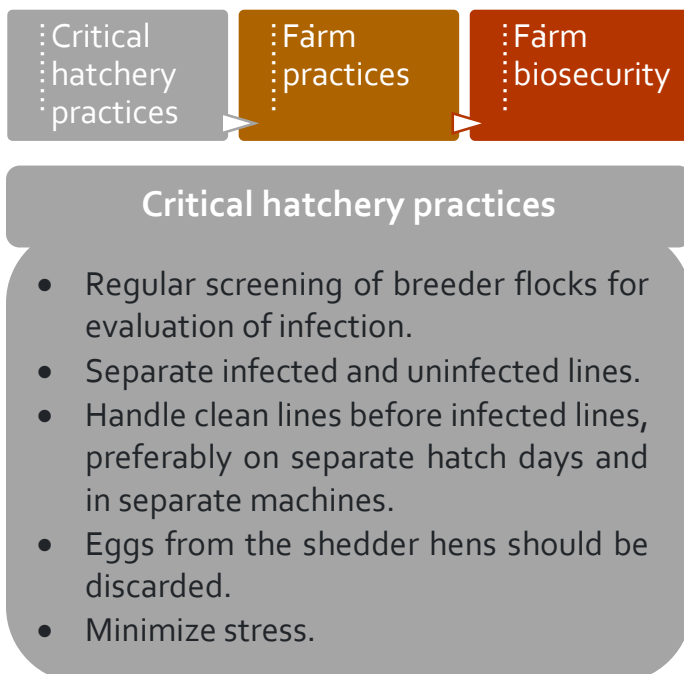 Critical
hatchery
practices
Farm
practices
Farm
biosecurity
Critical hatchery practices
• Regular screening of breeder flocks for
evaluation of infection.
• Separate infected and uninfected lines.
• Handle clean lines before infected lines,
preferably on separate hatch days and
in separate machines.
• Eggs from the shedder hens should be
discarded.
• Minimize stress.